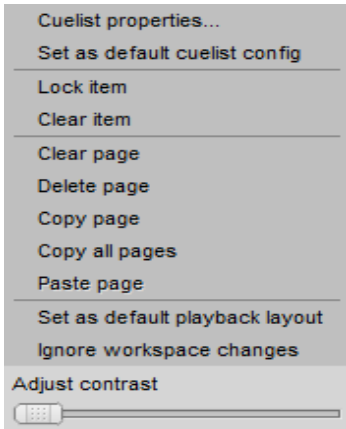 Cuelist properties...
Set as default cuelist config
Lock item
Clear item
Clear page
Delete page
Copy page
Copy all pages
Paste page
Set as default playback layout
Ignore workspace changes
Adjust contrast